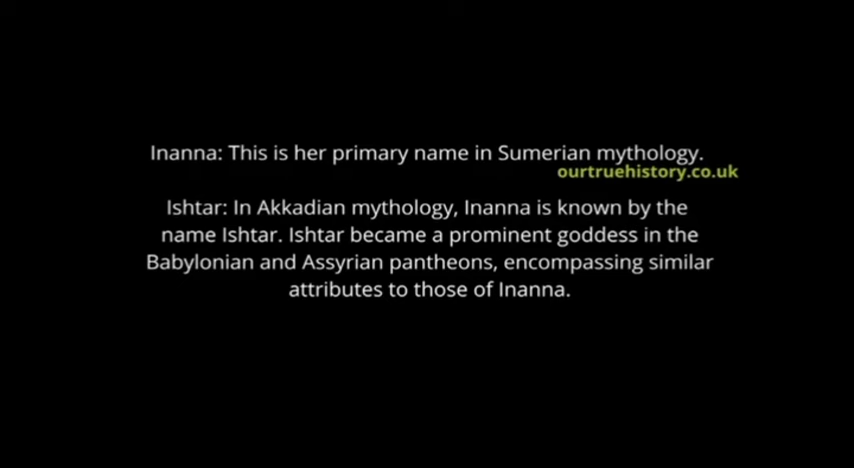 Inanna: This is her primary name in Sumerian mythology.
ourtruehistory.co.uk
Ishtar: In Akkadian mythology, Inanna is known by the
name Ishtar. Ishtar became a prominent goddess in the
Babylonian and Assyrian pantheons, encompassing similar
attributes to those of Inanna.